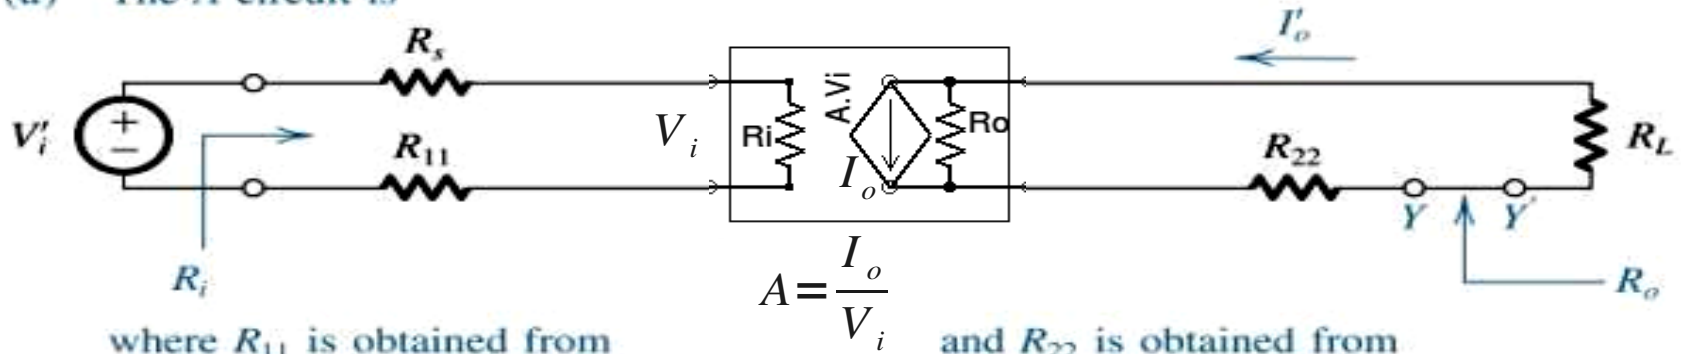 (a) The A circuit is
I'o
Rs
V'i
Vi
Ri
A.Vi
Ro
R11
Io
R22
RL
Y
Y'
Ri
A = Io / Vi
Ro
where R11 is obtained from
and R22 is obtained from